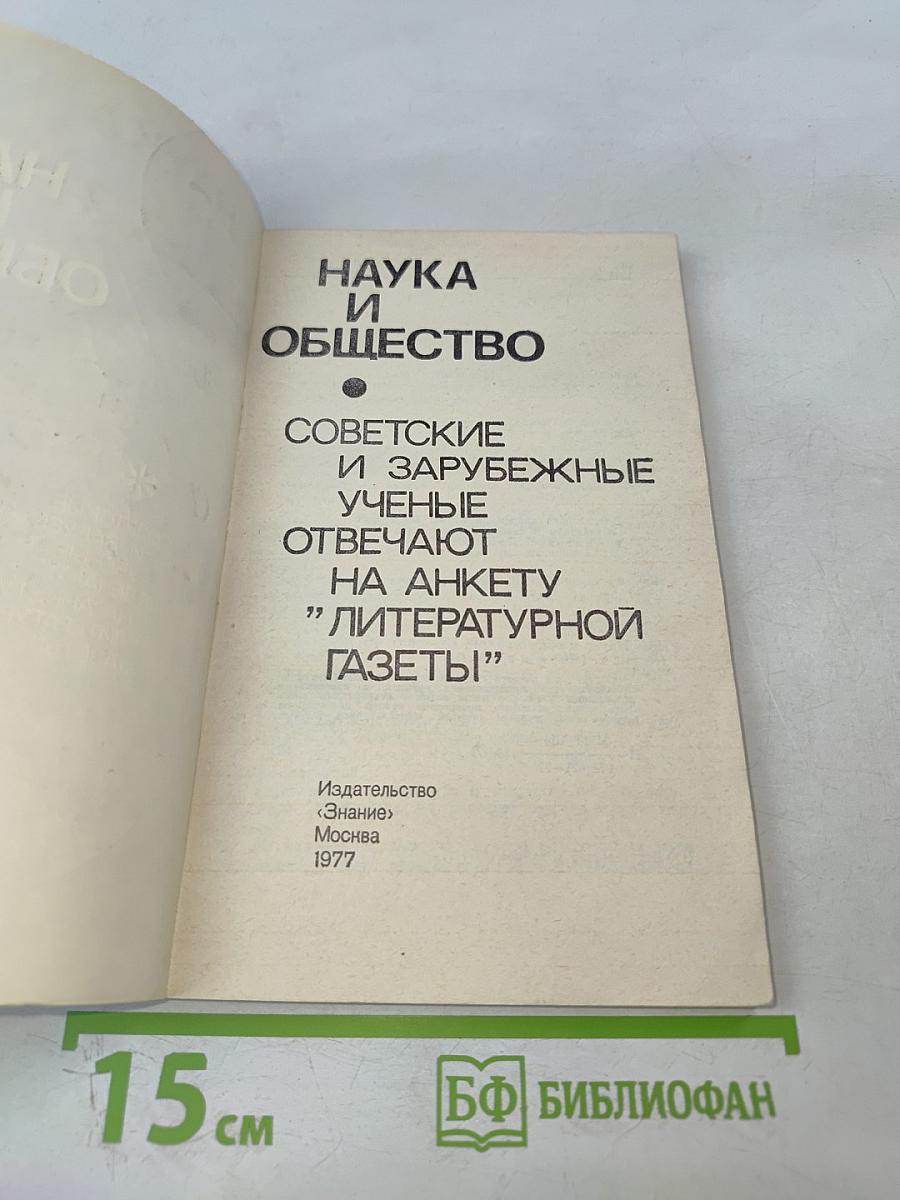 НАУКА
И
ОБЩЕСТВО
СОВЕТСКИЕ
И ЗАРУБЕЖНЫЕ
УЧЕНЫЕ
ОТВЕЧАЮТ
НА АНКЕТУ
"ЛИТЕРАТУРНОЙ
ГАЗЕТЫ"
Издательство
‹Знание›
Москва
1977
15 см
БФ БИБЛИОФАН